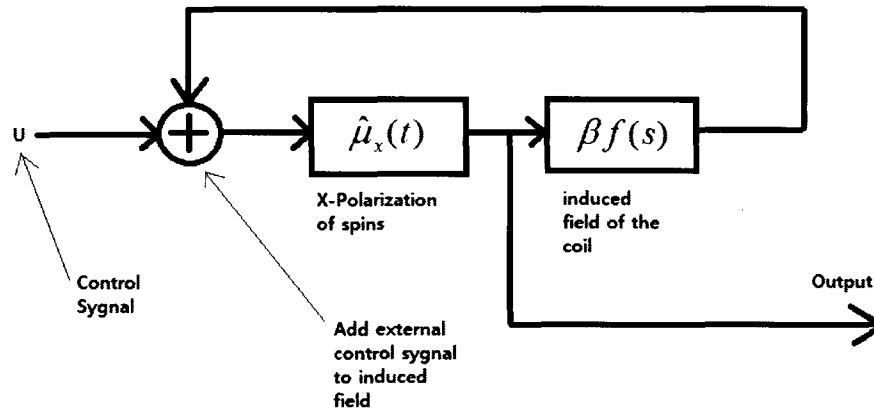 U
μ̂ₓ(t)
βf(s)
X-Polarization
of spins
induced
field of the
coil
Control
Sygnal
Add external
control sygnal
to induced
field
Output